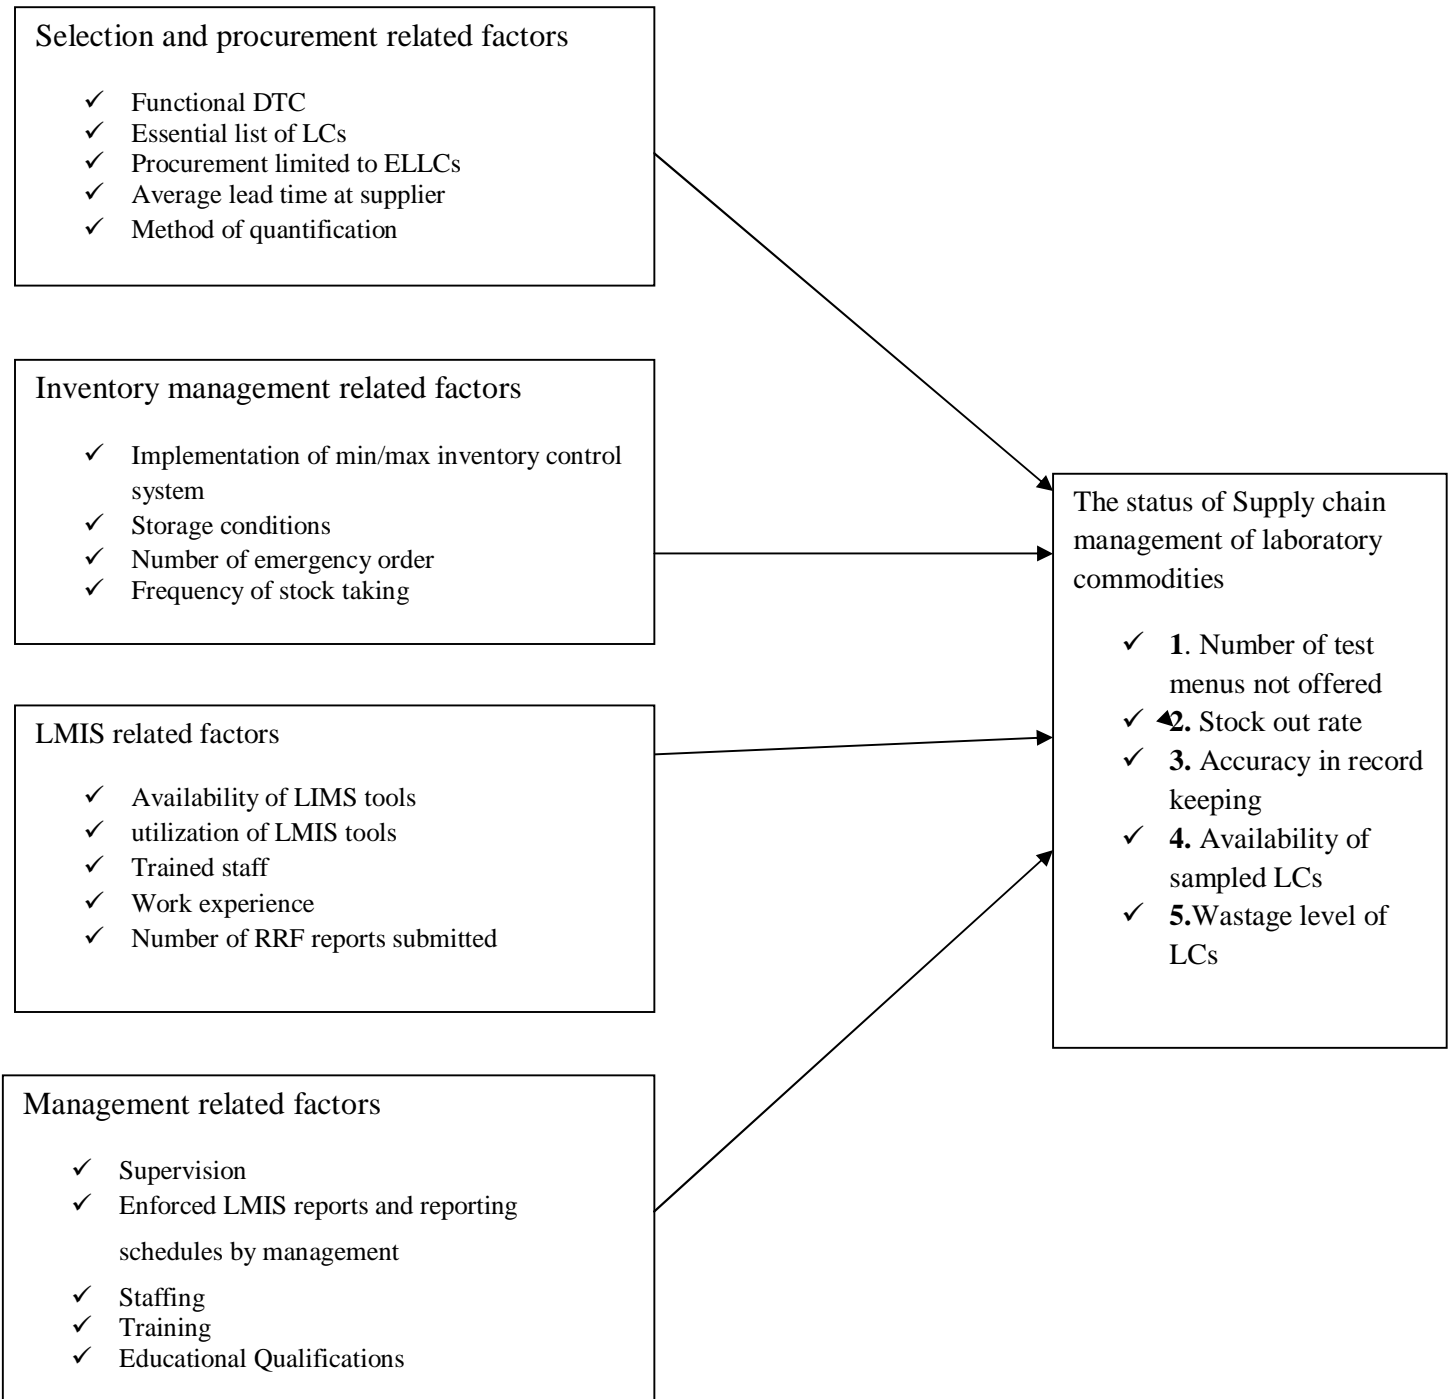 Selection and procurement related factors
✓ Functional DTC
✓ Essential list of LCs
✓ Procurement limited to ELLCs
✓ Average lead time at supplier
✓ Method of quantification
Inventory management related factors
✓ Implementation of min/max inventory control
system
✓ Storage conditions
✓ Number of emergency order
✓ Frequency of stock taking
LMIS related factors
✓ Availability of LIMS tools
✓ utilization of LMIS tools
✓ Trained staff
✓ Work experience
✓ Number of RRF reports submitted
Management related factors
✓ Supervision
✓ Enforced LMIS reports and reporting
schedules by management
✓ Staffing
✓ Training
✓ Educational Qualifications
The status of Supply chain
management of laboratory
commodities
✓ 1. Number of test
menus not offered
✓ 2. Stock out rate
✓ 3. Accuracy in record
keeping
✓ 4. Availability of
sampled LCs
✓ 5.Wastage level of
LCs